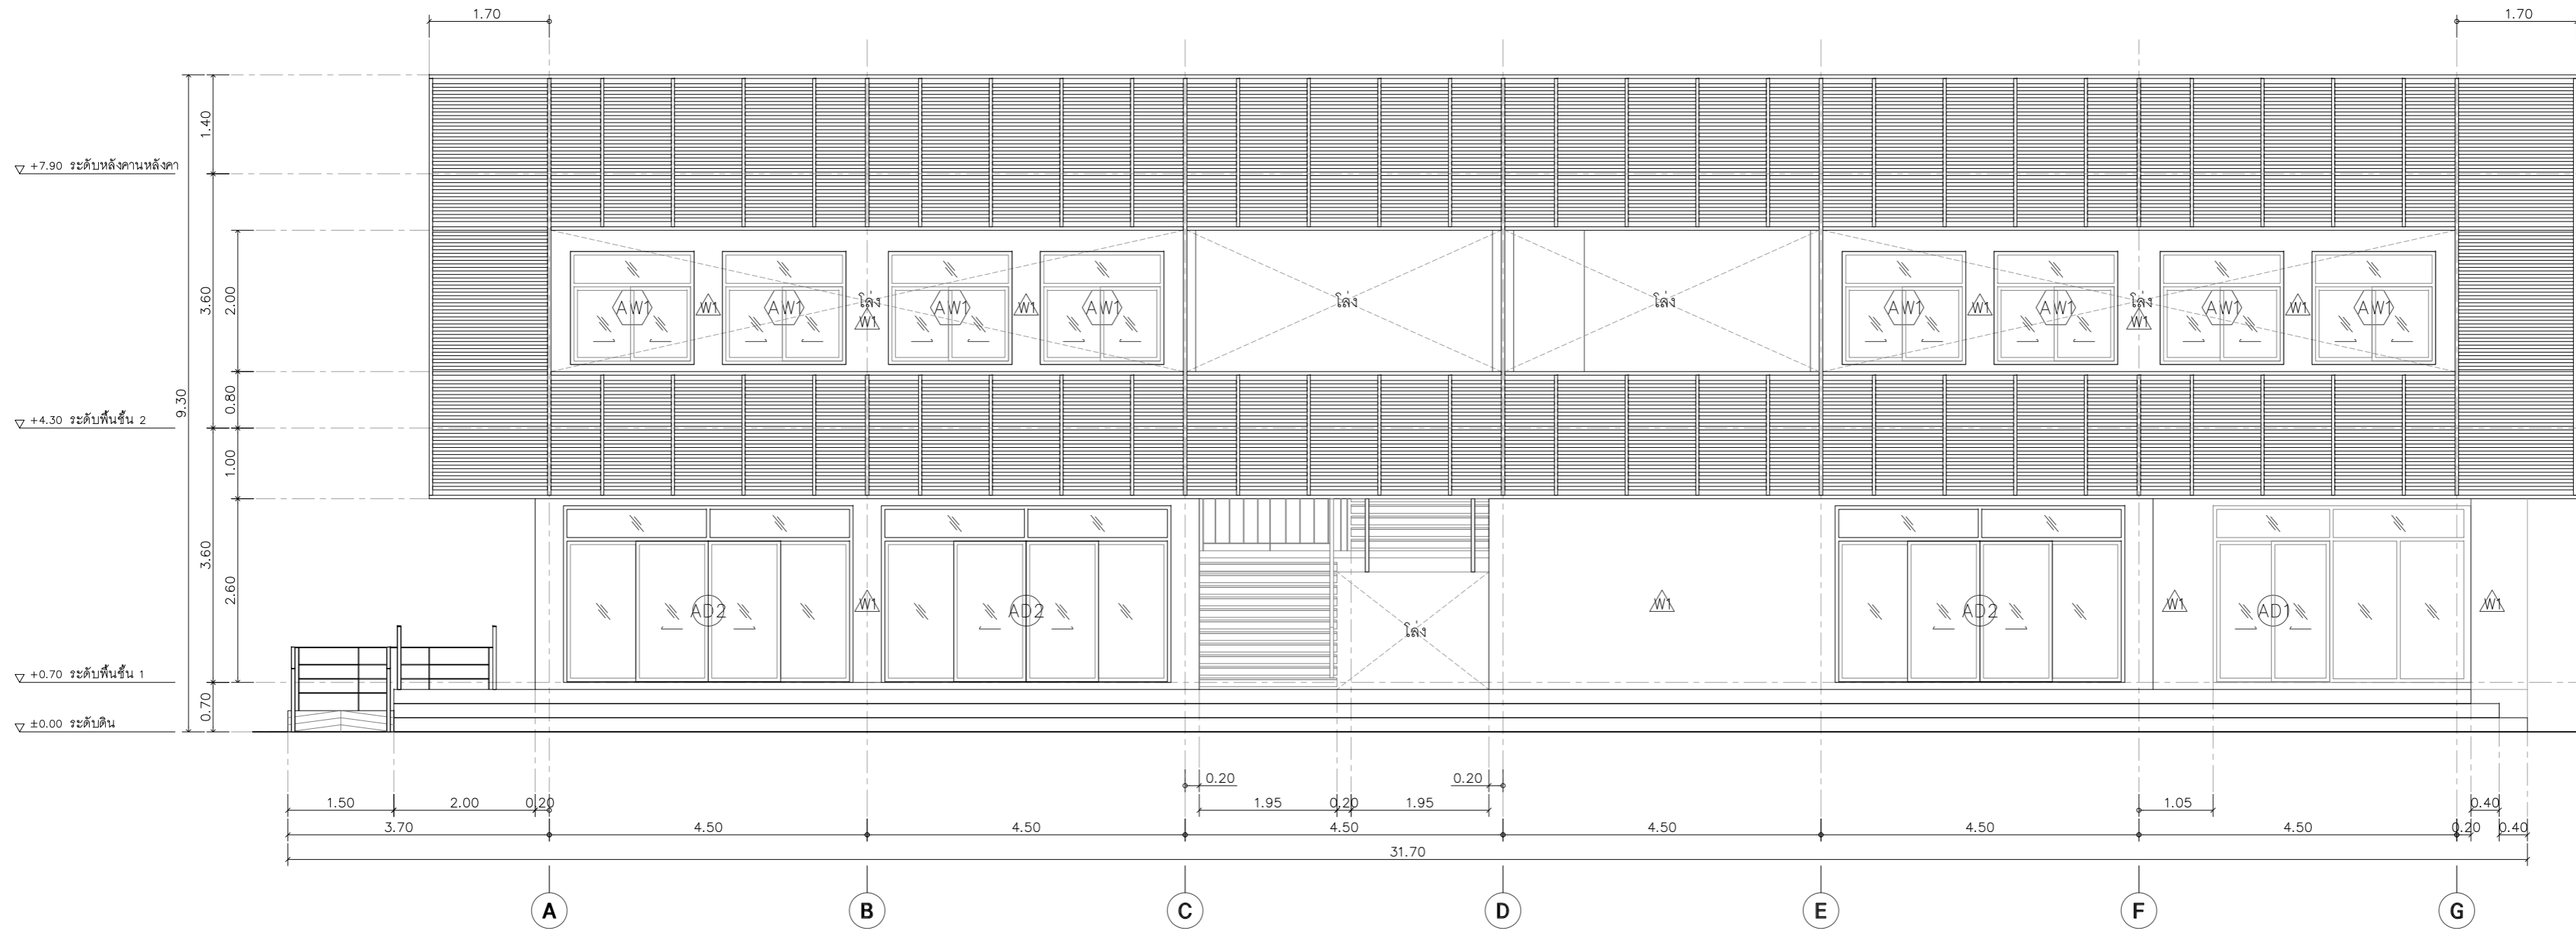 1.70
1.70
1.40
+7.90 ระดับหลังคานหลังคา
3.60
2.00
AW1
W1
AW1
โล่ง
W1
AW1
W1
AW1
โล่ง
โล่ง
AW1
W1
AW1
โล่ง
W1
AW1
W1
AW1
9.30
0.80
+4.30 ระดับพื้นชั้น 2
1.00
3.60
2.60
AD2
W1
AD2
โล่ง
W1
AD2
W1
AD1
W1
+0.70 ระดับพื้นชั้น 1
0.70
±0.00 ระดับดิน
0.20
0.20
1.50
2.00
0.20
1.95
0.20
1.95
1.05
0.40
3.70
4.50
4.50
4.50
4.50
4.50
4.50
0.20
0.40
31.70
A
B
C
D
E
F
G